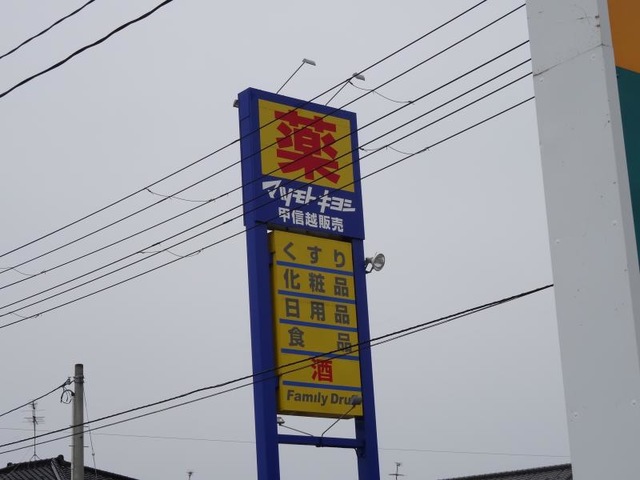 薬
マツモトキヨシ
甲信越販売
くすり
化粧品
日用品
食品
酒
Family Drug